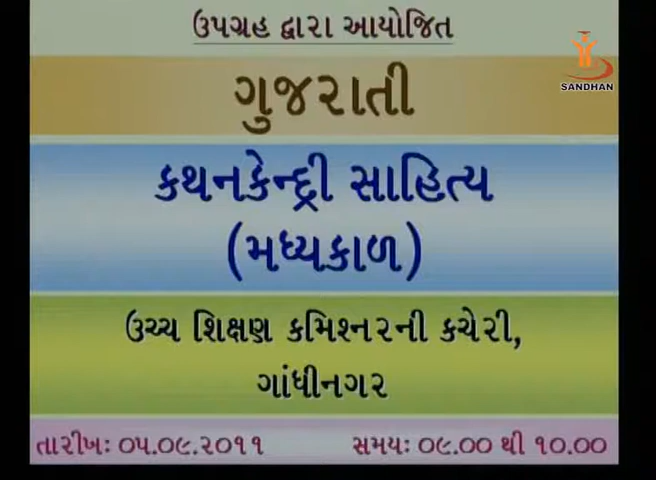 ઉપગ્રહ દ્વારા આયોજિત
SANDHAN
ગુજરાતી
કથનકેન્દ્રી સાહિત્ય
(મધ્યકાળ)
ઉચ્ચ શિક્ષણ કમિશ્નરની કચેરી,
ગાંધીનગર
તારીખ: ૦૫.૦૯.૨૦૧૧ સમય: ૦૯.૦૦ થી ૧૦.૦૦